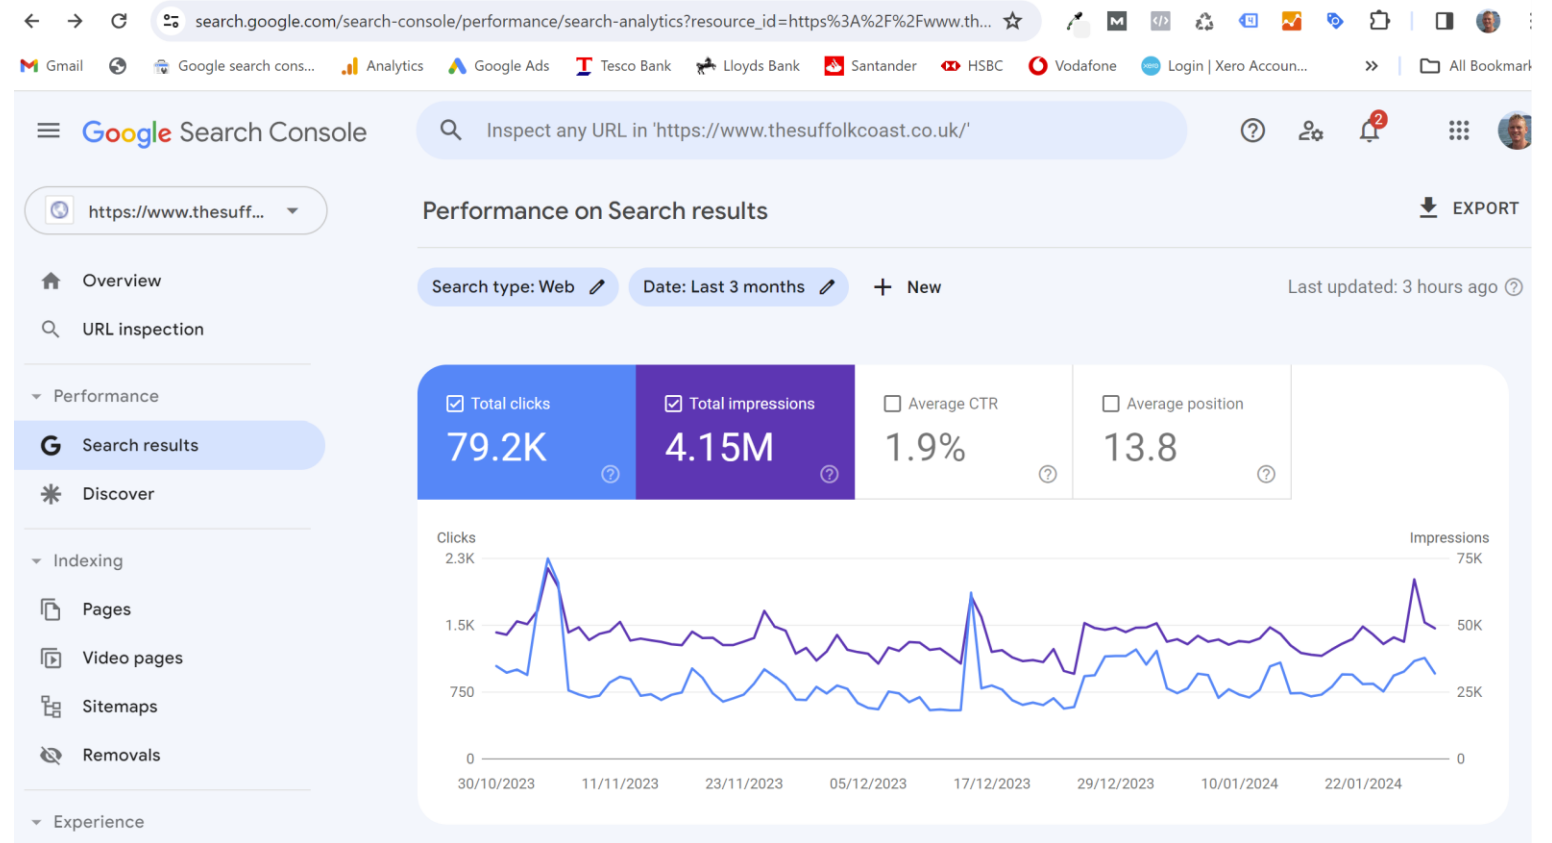 search.google.com/search-console/performance/search-analytics?resource_id=https%3A%2F%2Fwww.th...
Gmail Google search cons... Analytics Google Ads Tesco Bank Lloyds Bank Santander HSBC Vodafone Login | Xero Accoun... » All Bookmark
Google Search Console
Inspect any URL in 'https://www.thesuffolkcoast.co.uk/'
2
https://www.thesuff...
Performance on Search results
EXPORT
Overview
URL inspection
Search type: Web
Date: Last 3 months
+ New
Last updated: 3 hours ago
Performance
Search results
Discover
Total clicks
79.2K
Total impressions
4.15M
Average CTR
1.9%
Average position
13.8
Indexing
Pages
Video pages
Sitemaps
Removals
Experience
Clicks
Impressions
2.3K
75K
1.5K
50K
750
25K
0
0
30/10/2023 11/11/2023 23/11/2023 05/12/2023 17/12/2023 29/12/2023 10/01/2024 22/01/2024